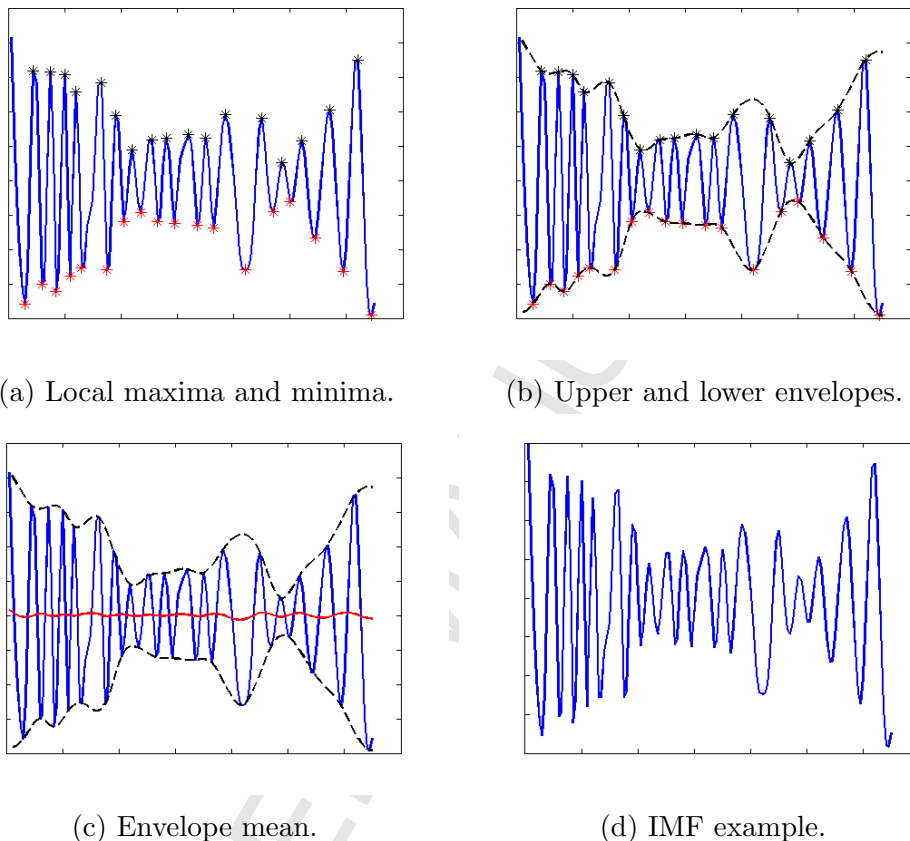 (a) Local maxima and minima.
(b) Upper and lower envelopes.
(c) Envelope mean.
(d) IMF example.